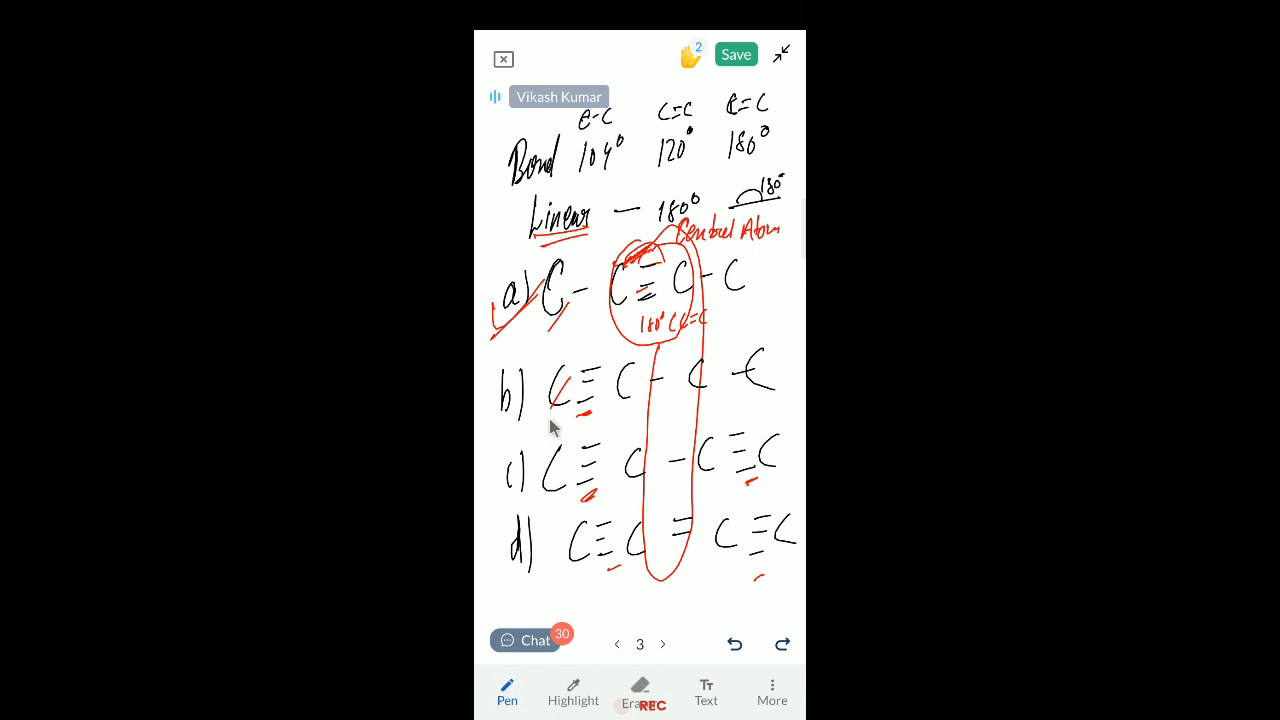 2
Save
Vikash Kumar
C-C C=C C≡C
Bond 104° 120° 180°
Linear — 180° 180°
Central Atom
a) C - C ≡ C - C
180° C≡C
b) C ≡ C - C - C
c) C ≡ C - C ≡ C
d) C ≡ C = C ≡ C
Chat 30
< 3 >
Pen Highlight Eraser Text More
REC